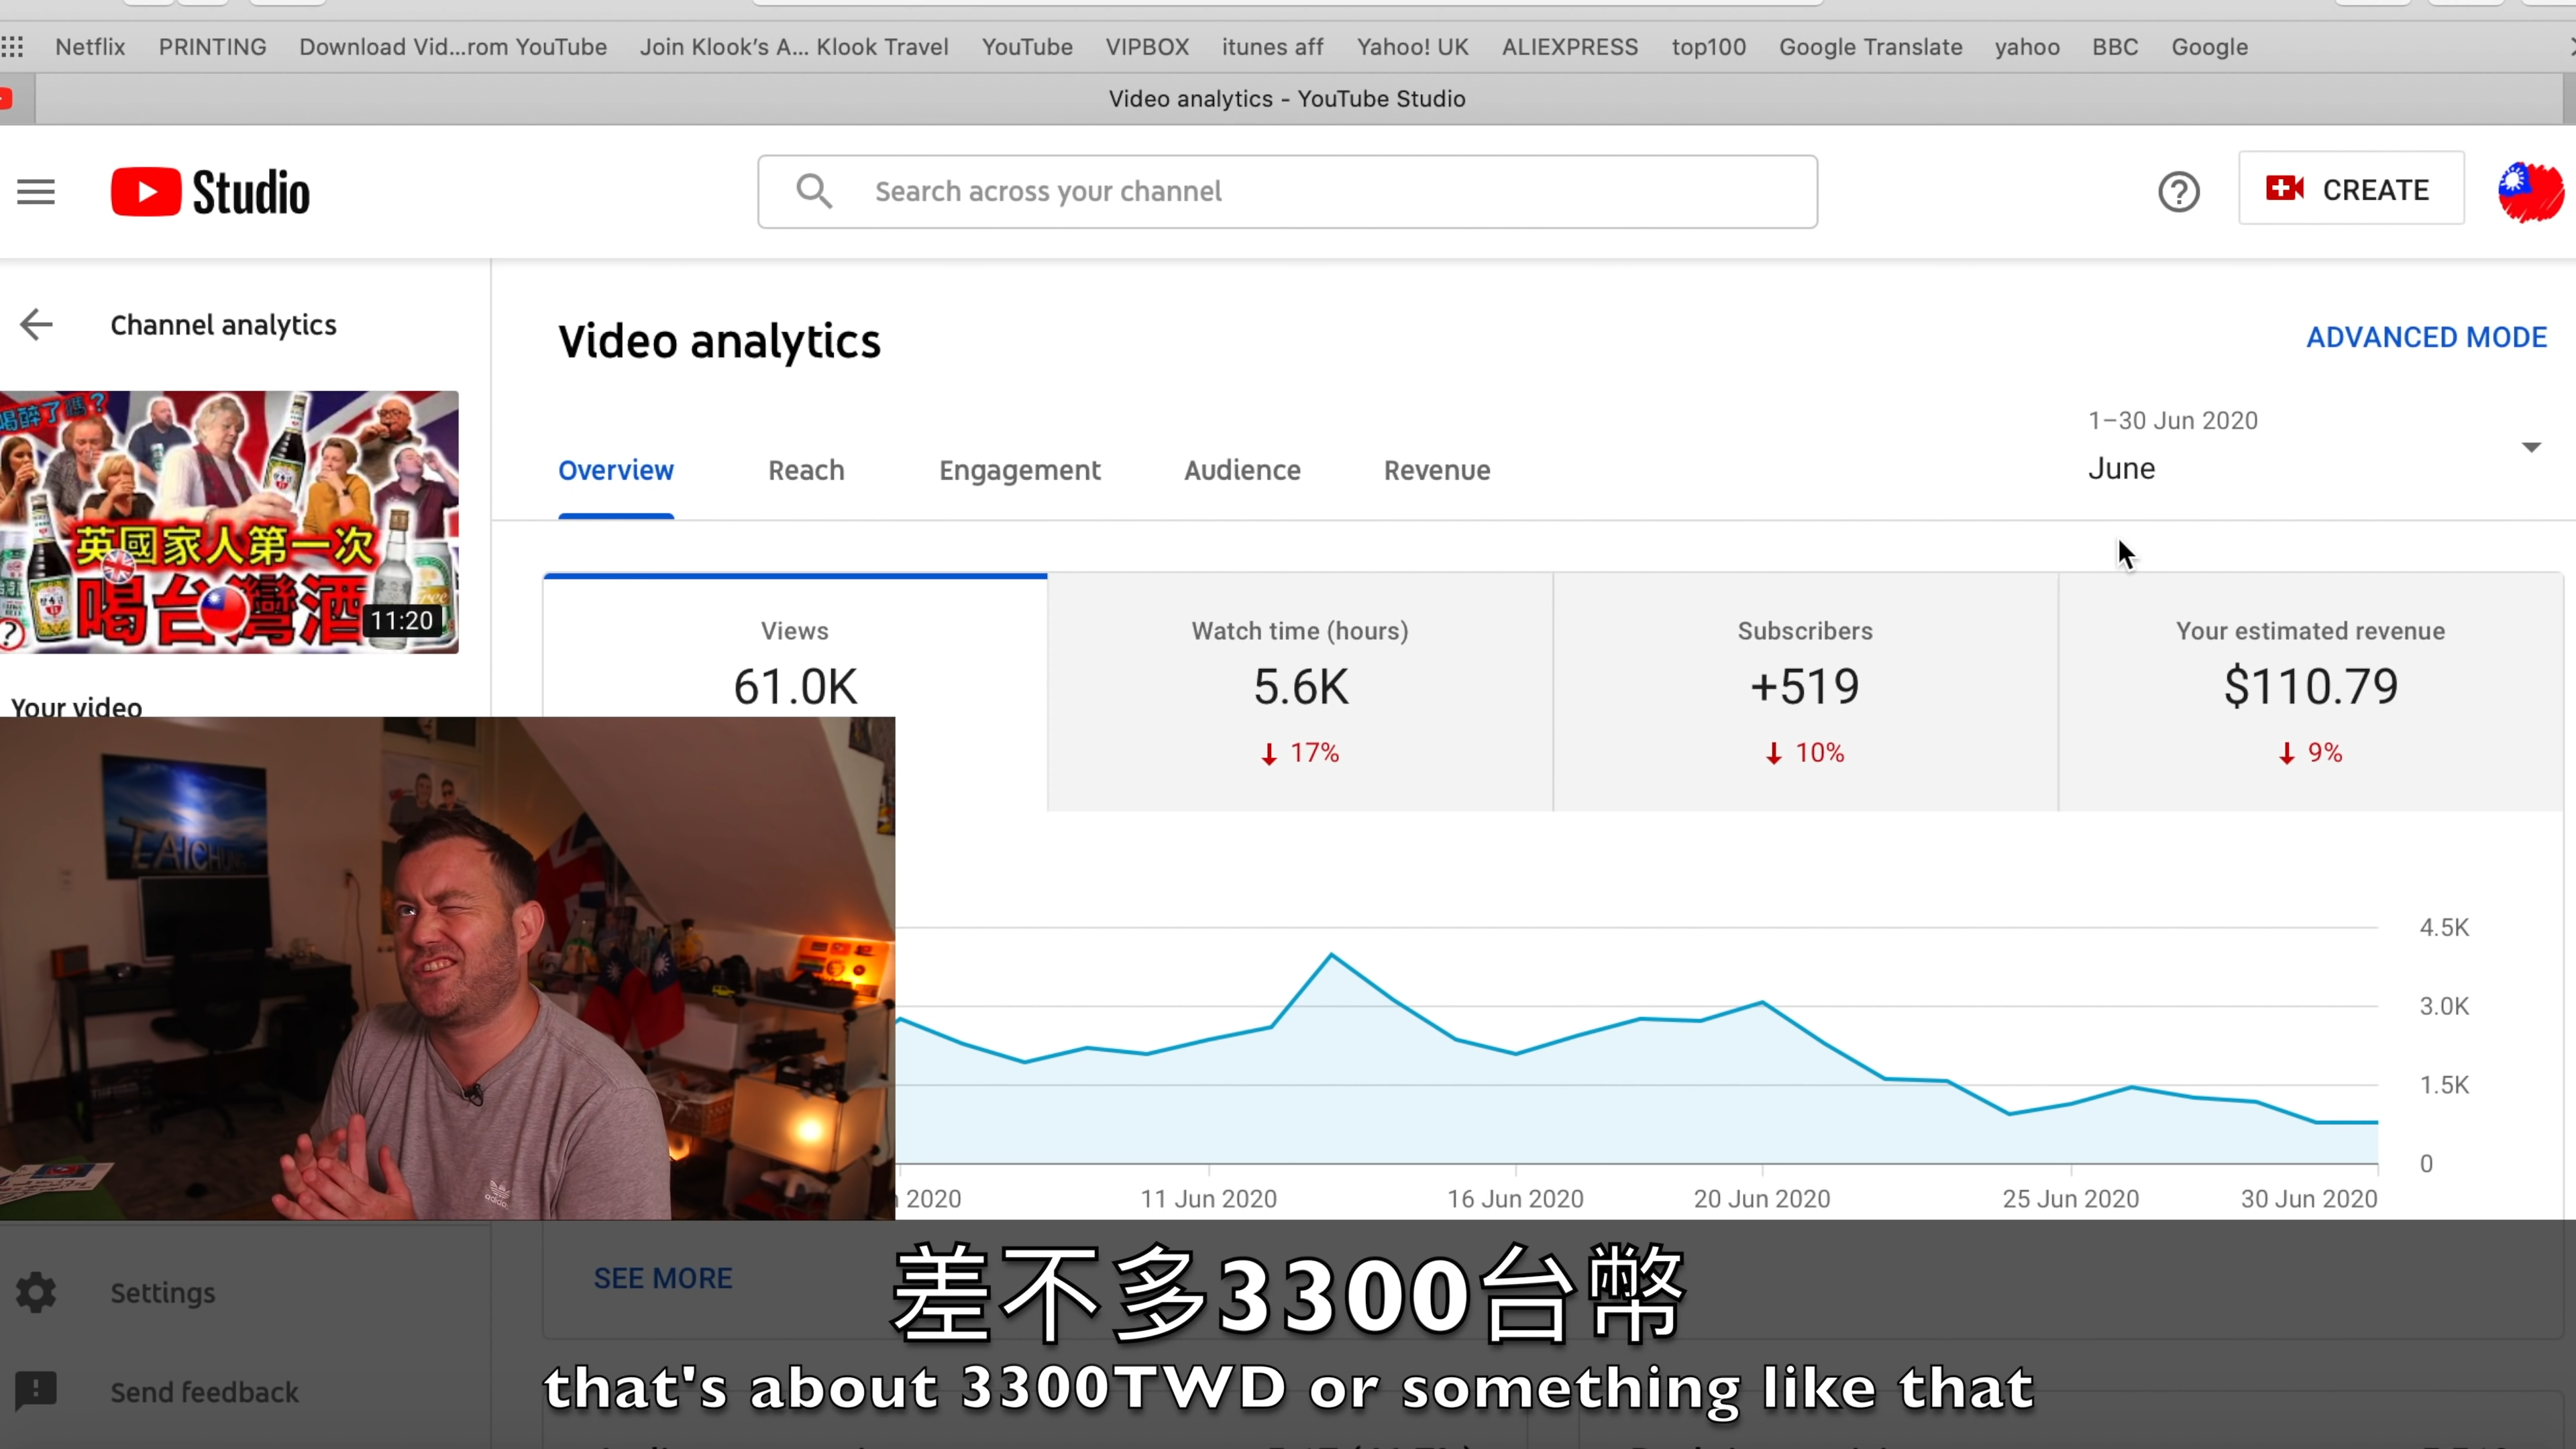 Netflix PRINTING Download Vid...rom YouTube Join Klook's A... Klook Travel YouTube VIPBOX itunes aff Yahoo! UK ALIEXPRESS top100 Google Translate yahoo BBC Google
Video analytics - YouTube Studio
Studio
Search across your channel
CREATE
Channel analytics
Video analytics
ADVANCED MODE
1–30 Jun 2020
June
Overview Reach Engagement Audience Revenue
喝醉了嗎?
英國家人第一次
喝台灣酒
11:20
Your video
Views
61.0K
Watch time (hours)
5.6K
17%
Subscribers
+519
10%
Your estimated revenue
$110.79
9%
TAICHUNG
adidas
4.5K
3.0K
1.5K
0
2020 11 Jun 2020 16 Jun 2020 20 Jun 2020 25 Jun 2020 30 Jun 2020
SEE MORE
Settings
Send feedback
差不多3300台幣
that's about 3300TWD or something like that